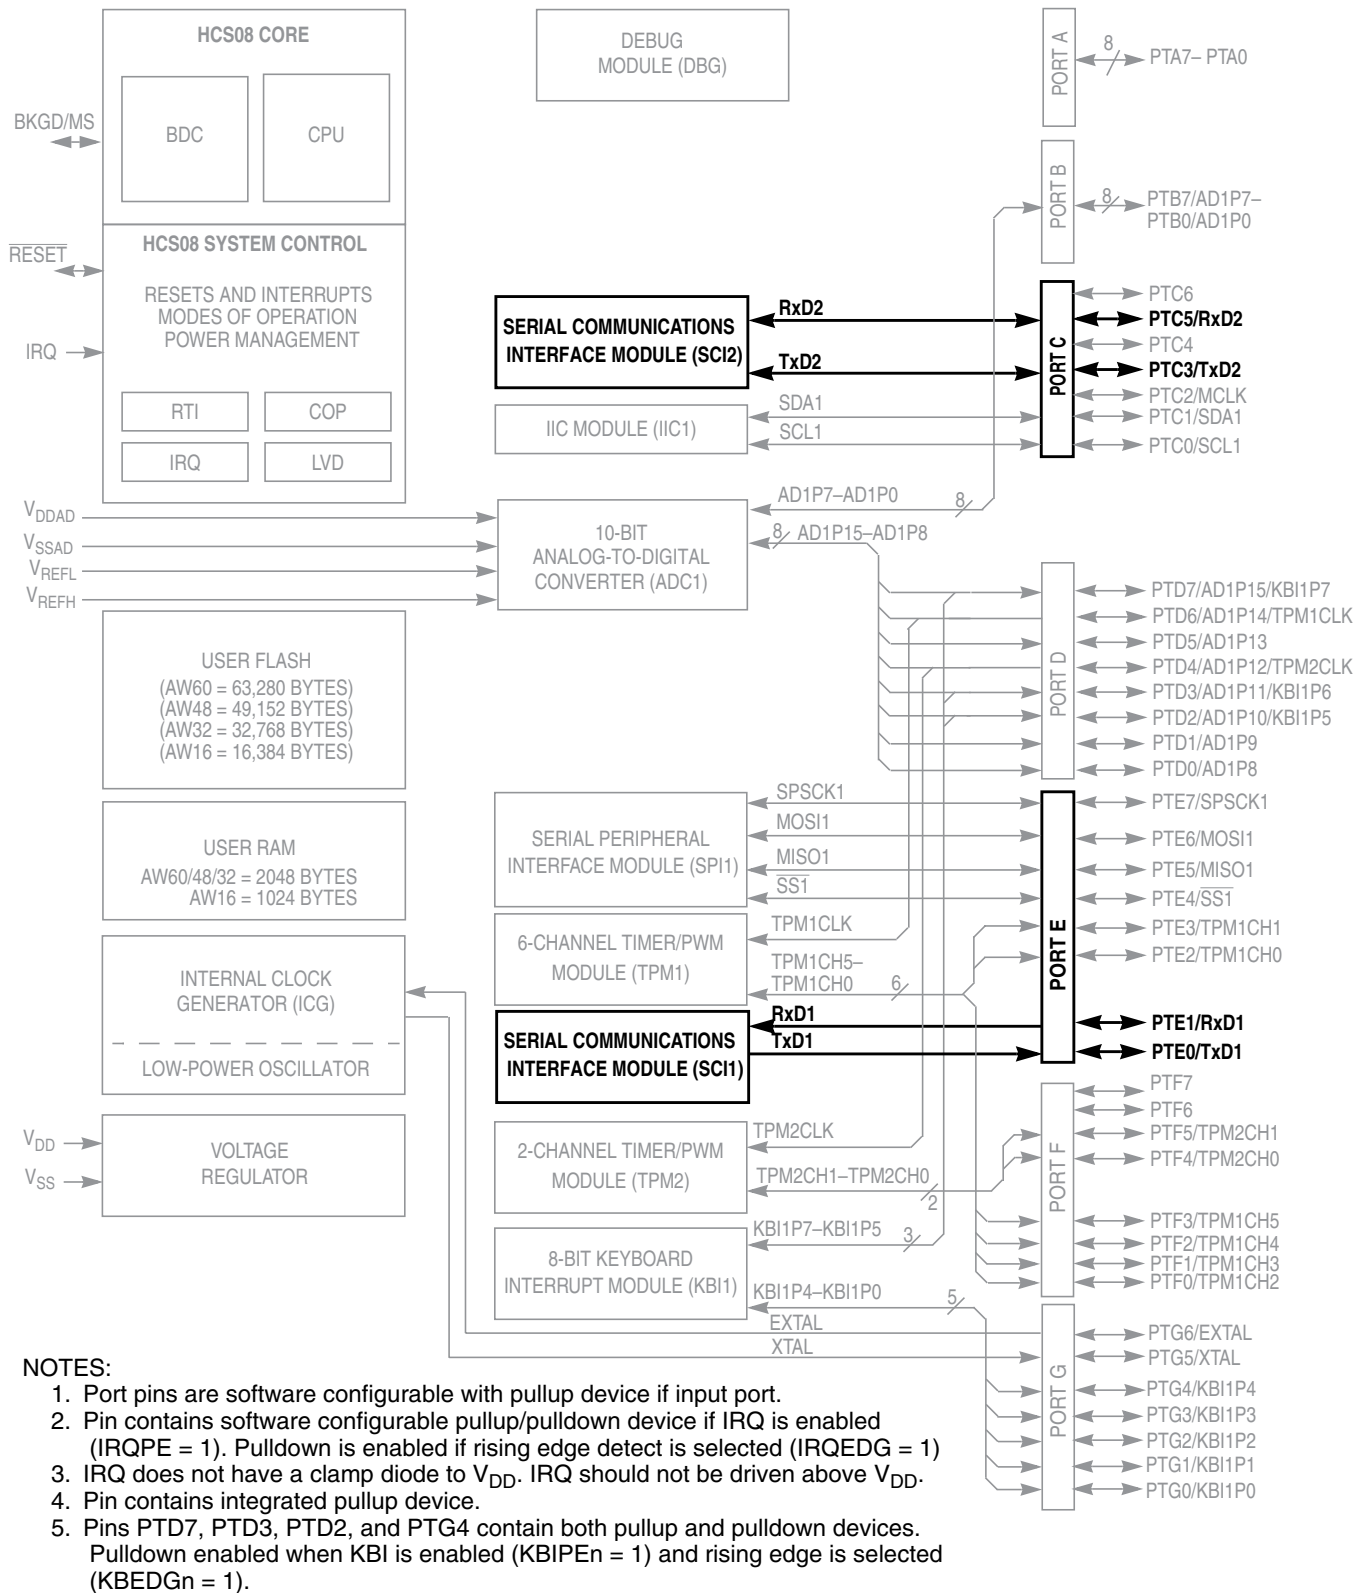 HCS08 CORE
BDC
CPU
BKGD/MS
HCS08 SYSTEM CONTROL
RESET
RESETS AND INTERRUPTS
MODES OF OPERATION
POWER MANAGEMENT
IRQ
RTI
COP
IRQ
LVD
VDDAD
VSSAD
VREFL
VREFH
USER FLASH
(AW60 = 63,280 BYTES)
(AW48 = 49,152 BYTES)
(AW32 = 32,768 BYTES)
(AW16 = 16,384 BYTES)
USER RAM
AW60/48/32 = 2048 BYTES
AW16 = 1024 BYTES
INTERNAL CLOCK
GENERATOR (ICG)
LOW-POWER OSCILLATOR
VDD
VSS
VOLTAGE
REGULATOR
DEBUG
MODULE (DBG)
SERIAL COMMUNICATIONS
INTERFACE MODULE (SCI2)
RxD2
TxD2
IIC MODULE (IIC1)
SDA1
SCL1
10-BIT
ANALOG-TO-DIGITAL
CONVERTER (ADC1)
AD1P7–AD1P0
8
8
AD1P15–AD1P8
SERIAL PERIPHERAL
INTERFACE MODULE (SPI1)
SPSCK1
MOSI1
MISO1
SS1
6-CHANNEL TIMER/PWM
MODULE (TPM1)
TPM1CLK
TPM1CH5–
TPM1CH0
6
SERIAL COMMUNICATIONS
INTERFACE MODULE (SCI1)
RxD1
TxD1
2-CHANNEL TIMER/PWM
MODULE (TPM2)
TPM2CLK
TPM2CH1–TPM2CH0
2
8-BIT KEYBOARD
INTERRUPT MODULE (KBI1)
KBI1P7–KBI1P5
3
KBI1P4–KBI1P0
5
EXTAL
XTAL
PORT A
8
PTA7– PTA0
PORT B
8
PTB7/AD1P7–
PTB0/AD1P0
PORT C
PTC6
PTC5/RxD2
PTC4
PTC3/TxD2
PTC2/MCLK
PTC1/SDA1
PTC0/SCL1
PORT D
PTD7/AD1P15/KBI1P7
PTD6/AD1P14/TPM1CLK
PTD5/AD1P13
PTD4/AD1P12/TPM2CLK
PTD3/AD1P11/KBI1P6
PTD2/AD1P10/KBI1P5
PTD1/AD1P9
PTD0/AD1P8
PORT E
PTE7/SPSCK1
PTE6/MOSI1
PTE5/MISO1
PTE4/SS1
PTE3/TPM1CH1
PTE2/TPM1CH0
PTE1/RxD1
PTE0/TxD1
PORT F
PTF7
PTF6
PTF5/TPM2CH1
PTF4/TPM2CH0
PTF3/TPM1CH5
PTF2/TPM1CH4
PTF1/TPM1CH3
PTF0/TPM1CH2
PORT G
PTG6/EXTAL
PTG5/XTAL
PTG4/KBI1P4
PTG3/KBI1P3
PTG2/KBI1P2
PTG1/KBI1P1
PTG0/KBI1P0
NOTES:
1. Port pins are software configurable with pullup device if input port.
2. Pin contains software configurable pullup/pulldown device if IRQ is enabled
(IRQPE = 1). Pulldown is enabled if rising edge detect is selected (IRQEDG = 1)
3. IRQ does not have a clamp diode to VDD. IRQ should not be driven above VDD.
4. Pin contains integrated pullup device.
5. Pins PTD7, PTD3, PTD2, and PTG4 contain both pullup and pulldown devices.
Pulldown enabled when KBI is enabled (KBIPEn = 1) and rising edge is selected
(KBEDGn = 1).